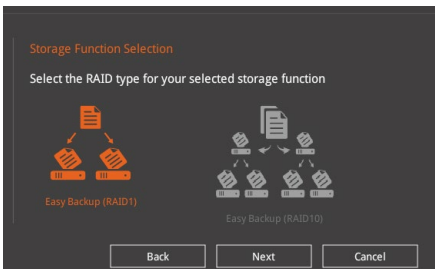 Storage Function Selection
Select the RAID type for your selected storage function
Easy Backup (RAID1)
Easy Backup (RAID10)
Back
Next
Cancel